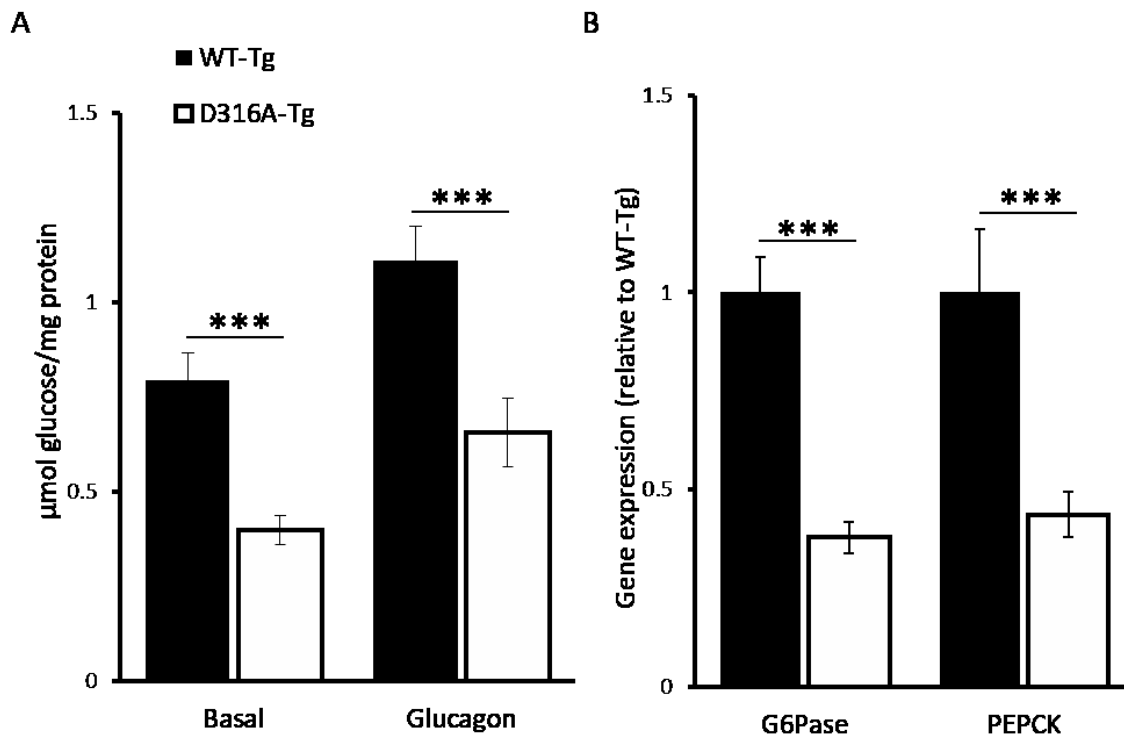 A
WT-Tg
D316A-Tg
µmol glucose/mg protein
1.5
1
0.5
0
***
***
Basal
Glucagon
B
Gene expression (relative to WT-Tg)
1.5
1
0.5
0
***
***
G6Pase
PEPCK